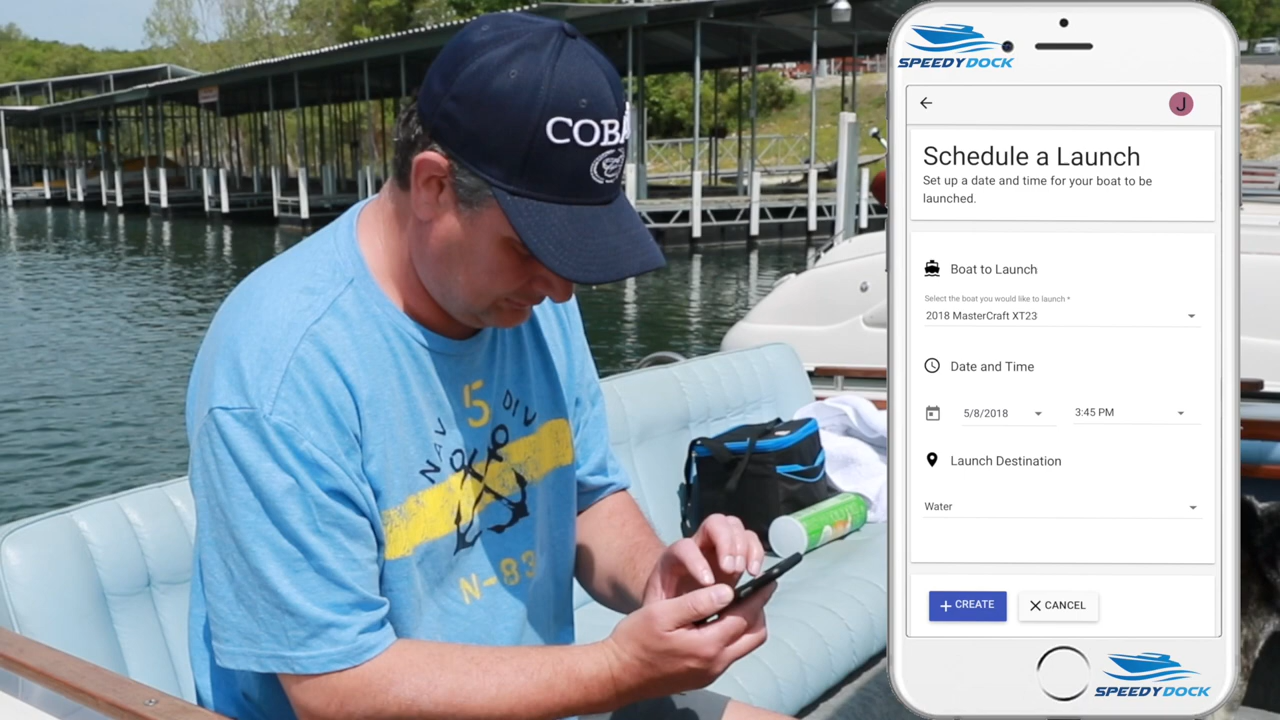 COBA
5
NAV DIV
N-83
SPEEDYDOCK
J
Schedule a Launch
Set up a date and time for your boat to be
launched.
Boat to Launch
Select the boat you would like to launch *
2018 MasterCraft XT23
Date and Time
5/8/2018
3:45 PM
Launch Destination
Water
+ CREATE
X CANCEL
SPEEDYDOCK